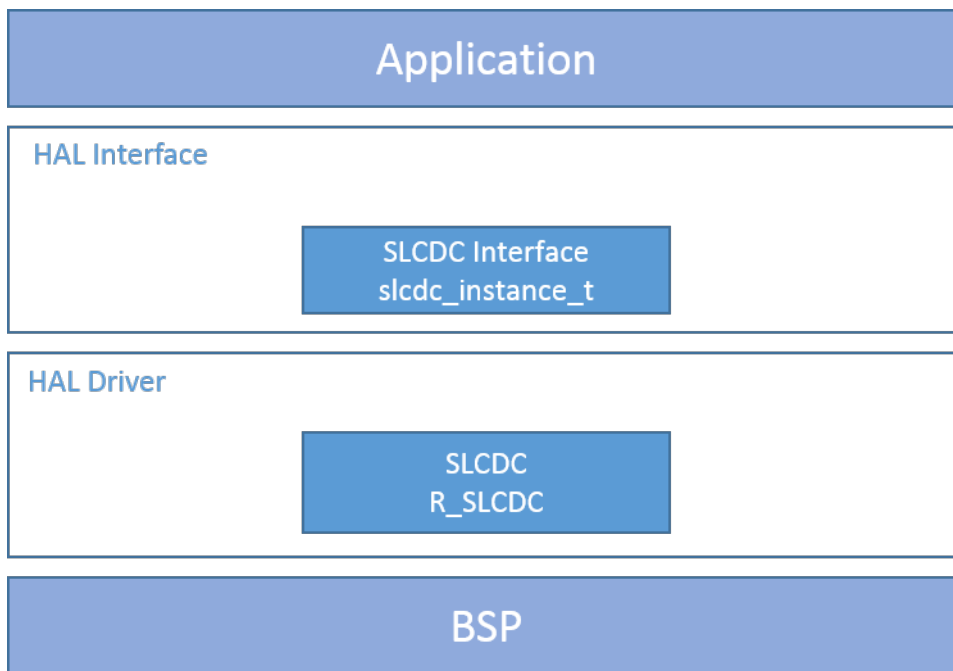 Application
HAL Interface
SLCDC Interface
slcdc_instance_t
HAL Driver
SLCDC
R_SLCDC
BSP